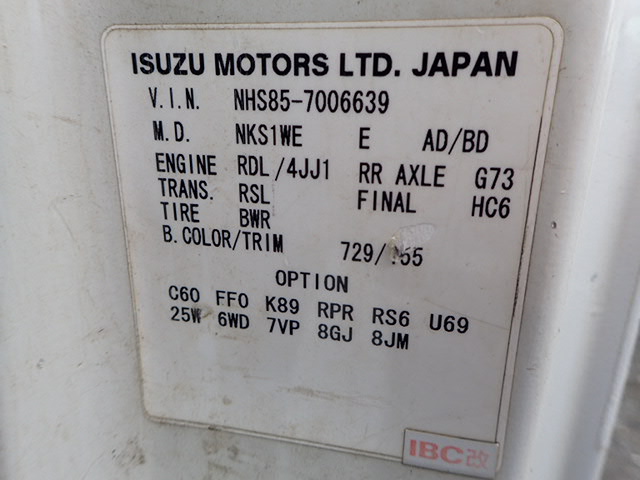 ISUZU MOTORS LTD. JAPAN
V.I.N. NHS85-7006639
M.D. NKS1WE E AD/BD
ENGINE RDL/4JJ1 RR AXLE G73
TRANS. RSL FINAL HC6
TIRE BWR
B.COLOR/TRIM 729/ 55
OPTION
C60 FF0 K89 RPR RS6 U69
25W 6WD 7VP 8GJ 8JM
IBC改